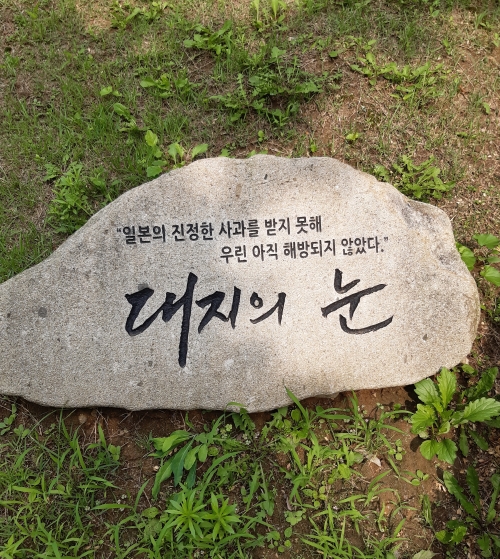 "일본의 진정한 사과를 받지 못해
우린 아직 해방되지 않았다."
대지의 눈